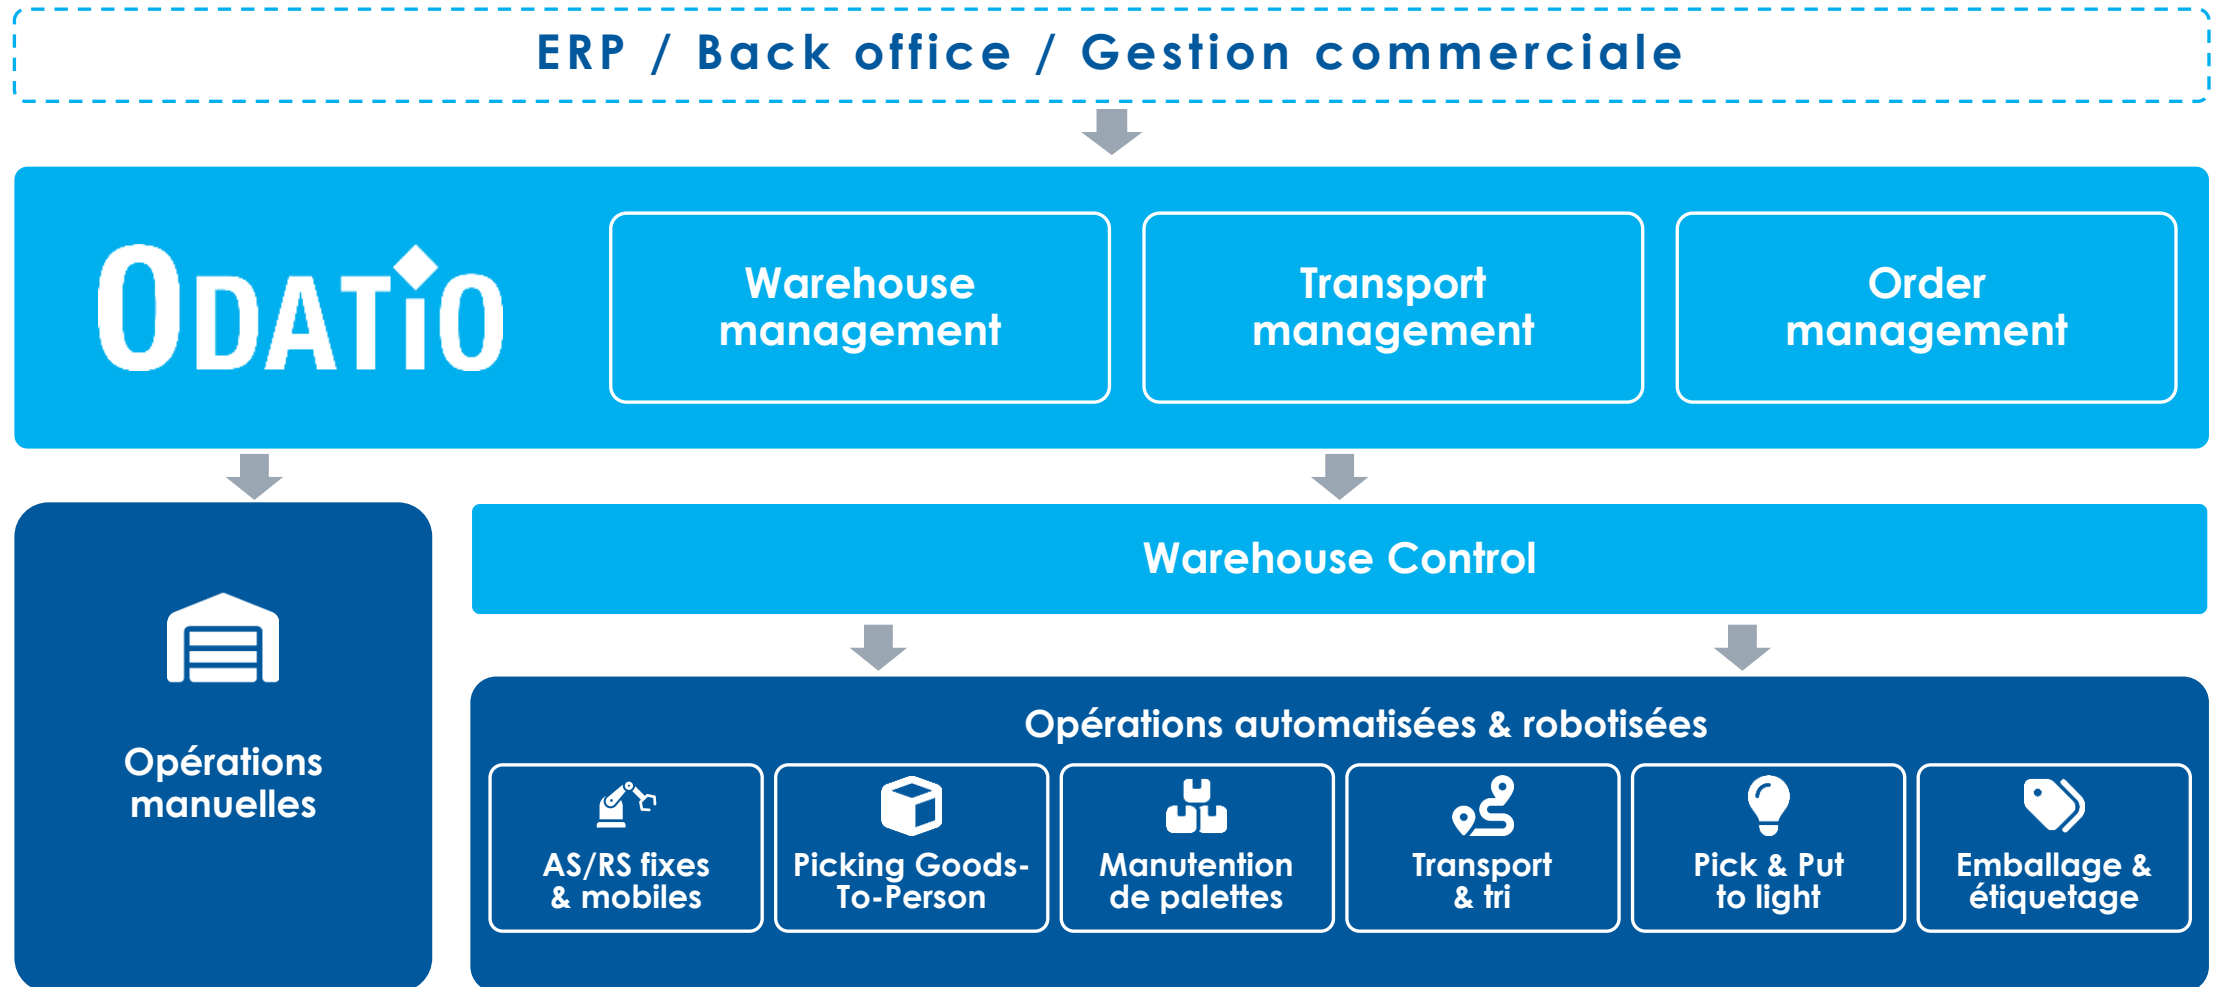 ERP / Back office / Gestion commerciale
ODATiO
Warehouse
management
Transport
management
Order
management
Warehouse Control
Opérations
manuelles
Opérations automatisées & robotisées
AS/RS fixes
& mobiles
Picking Goods-
To-Person
Manutention
de palettes
Transport
& tri
Pick & Put
to light
Emballage &
étiquetage